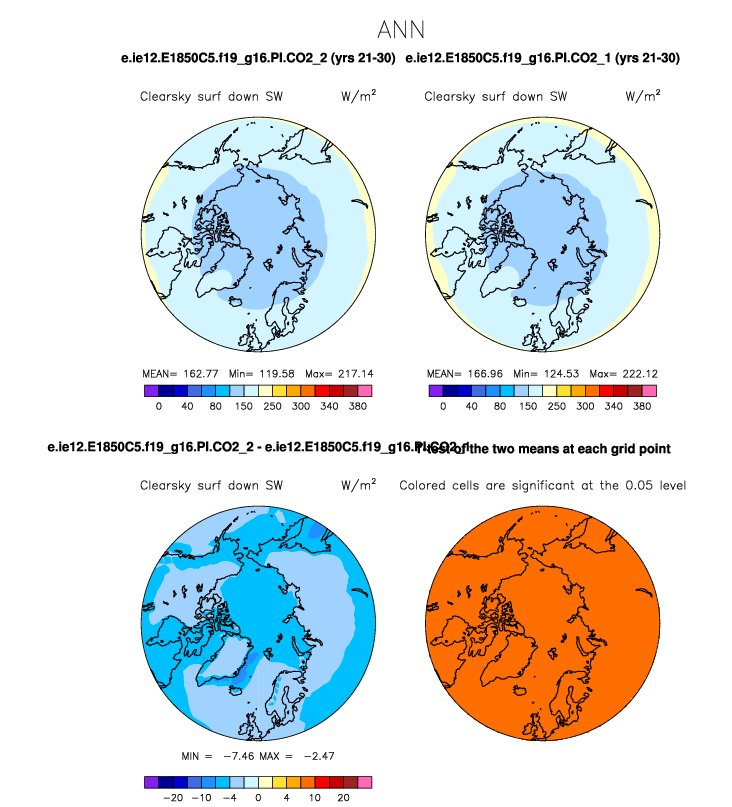 ANN
e.ie12.E1850C5.f19_g16.PI.CO2_2 (yrs 21-30) e.ie12.E1850C5.f19_g16.PI.CO2_1 (yrs 21-30)
Clearsky surf down SW W/m²
Clearsky surf down SW W/m²
MEAN= 162.77 Min= 119.58 Max= 217.14
MEAN= 166.96 Min= 124.53 Max= 222.12
0 40 80 150 250 300 340 380
0 40 80 150 250 300 340 380
e.ie12.E1850C5.f19_g16.PI.CO2_2 - e.ie12.E1850C5.f19_g16.PI.CO2_1
T-test of the two means at each grid point
Clearsky surf down SW W/m²
Colored cells are significant at the 0.05 level
MIN = -7.46 MAX = -2.47
-20 -10 -4 0 4 10 20